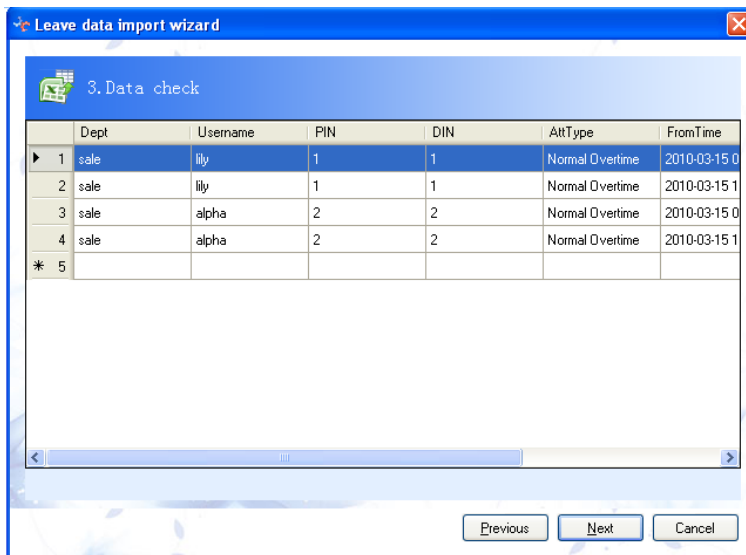 Leave data import wizard
3.Data check
Dept Username PIN DIN AttType FromTime
1 sale lily 1 1 Normal Overtime 2010-03-15 0
2 sale lily 1 1 Normal Overtime 2010-03-15 1
3 sale alpha 2 2 Normal Overtime 2010-03-15 0
4 sale alpha 2 2 Normal Overtime 2010-03-15 1
* 5
Previous Next Cancel